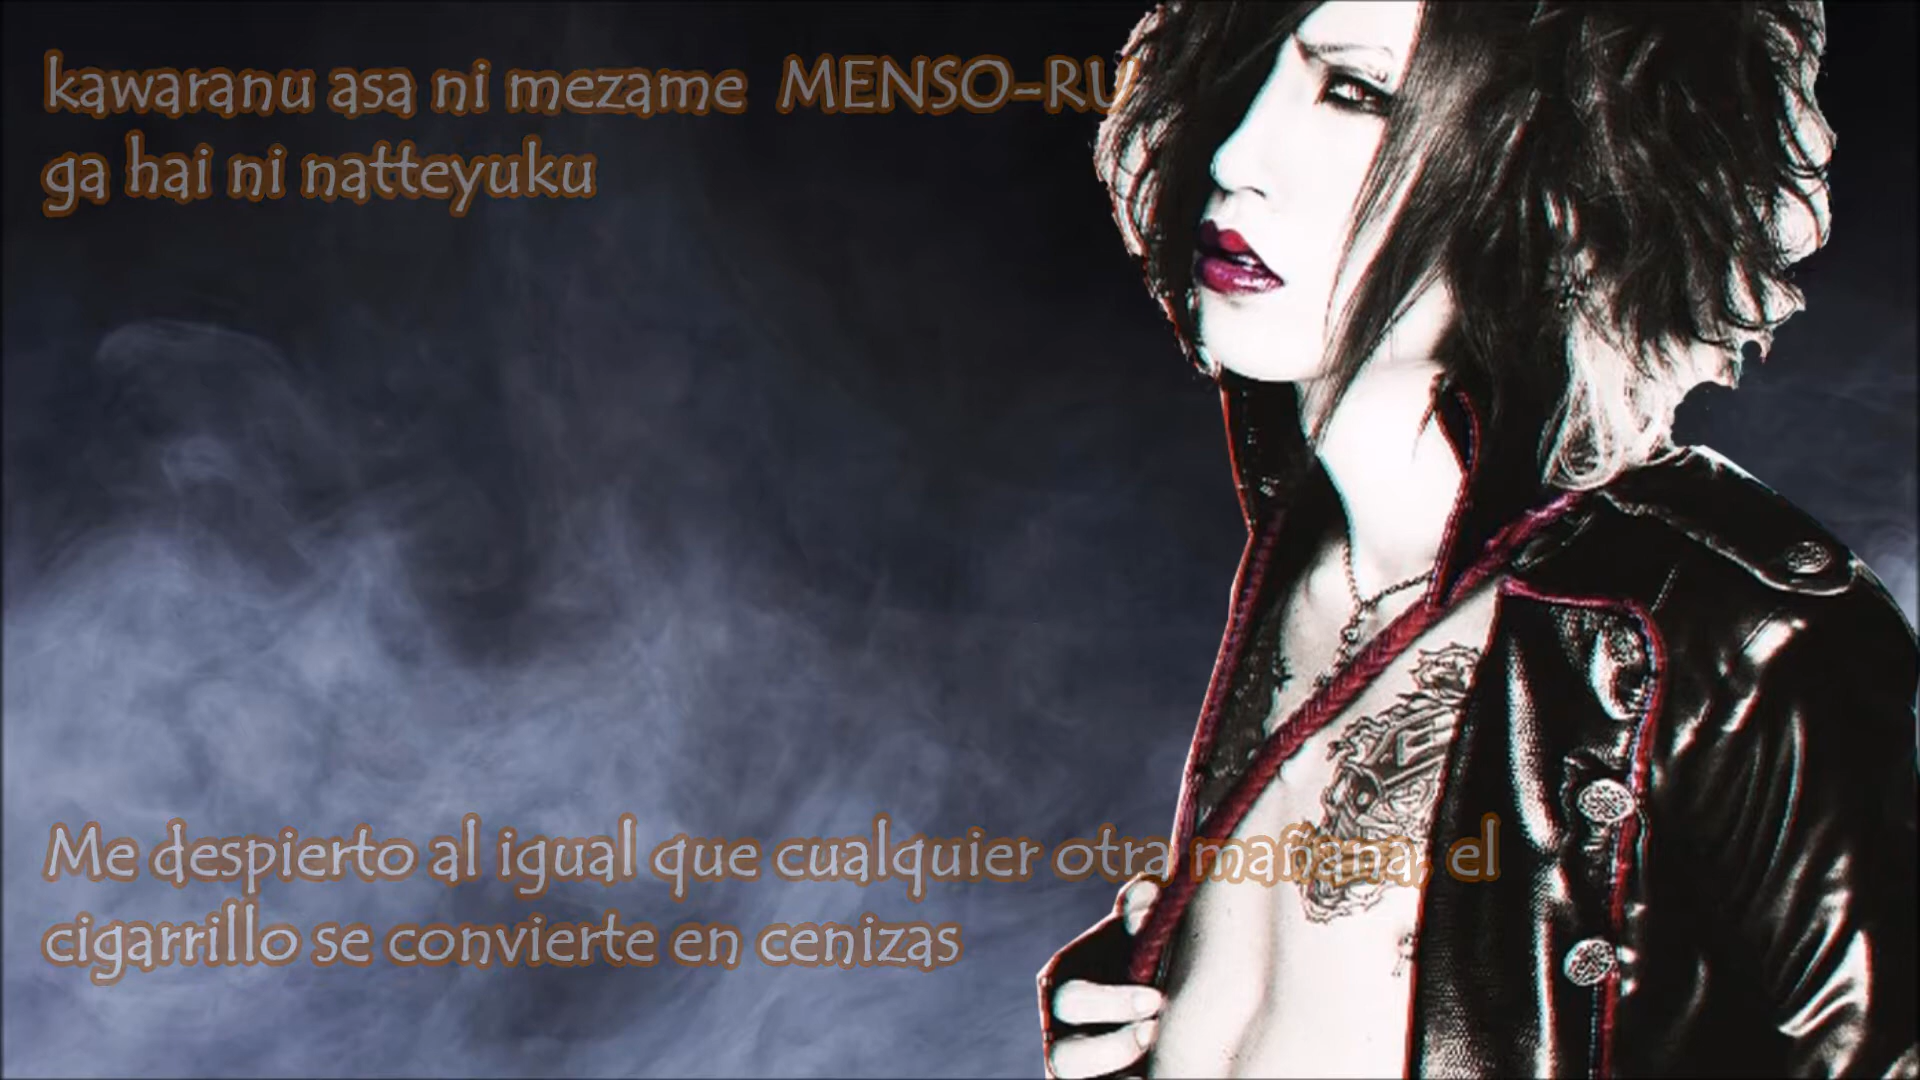 kawaranu asa ni mezame MENSO-RU
ga hai ni natteyuku
Me despierto al igual que cualquier otra mañana, el
cigarrillo se convierte en cenizas